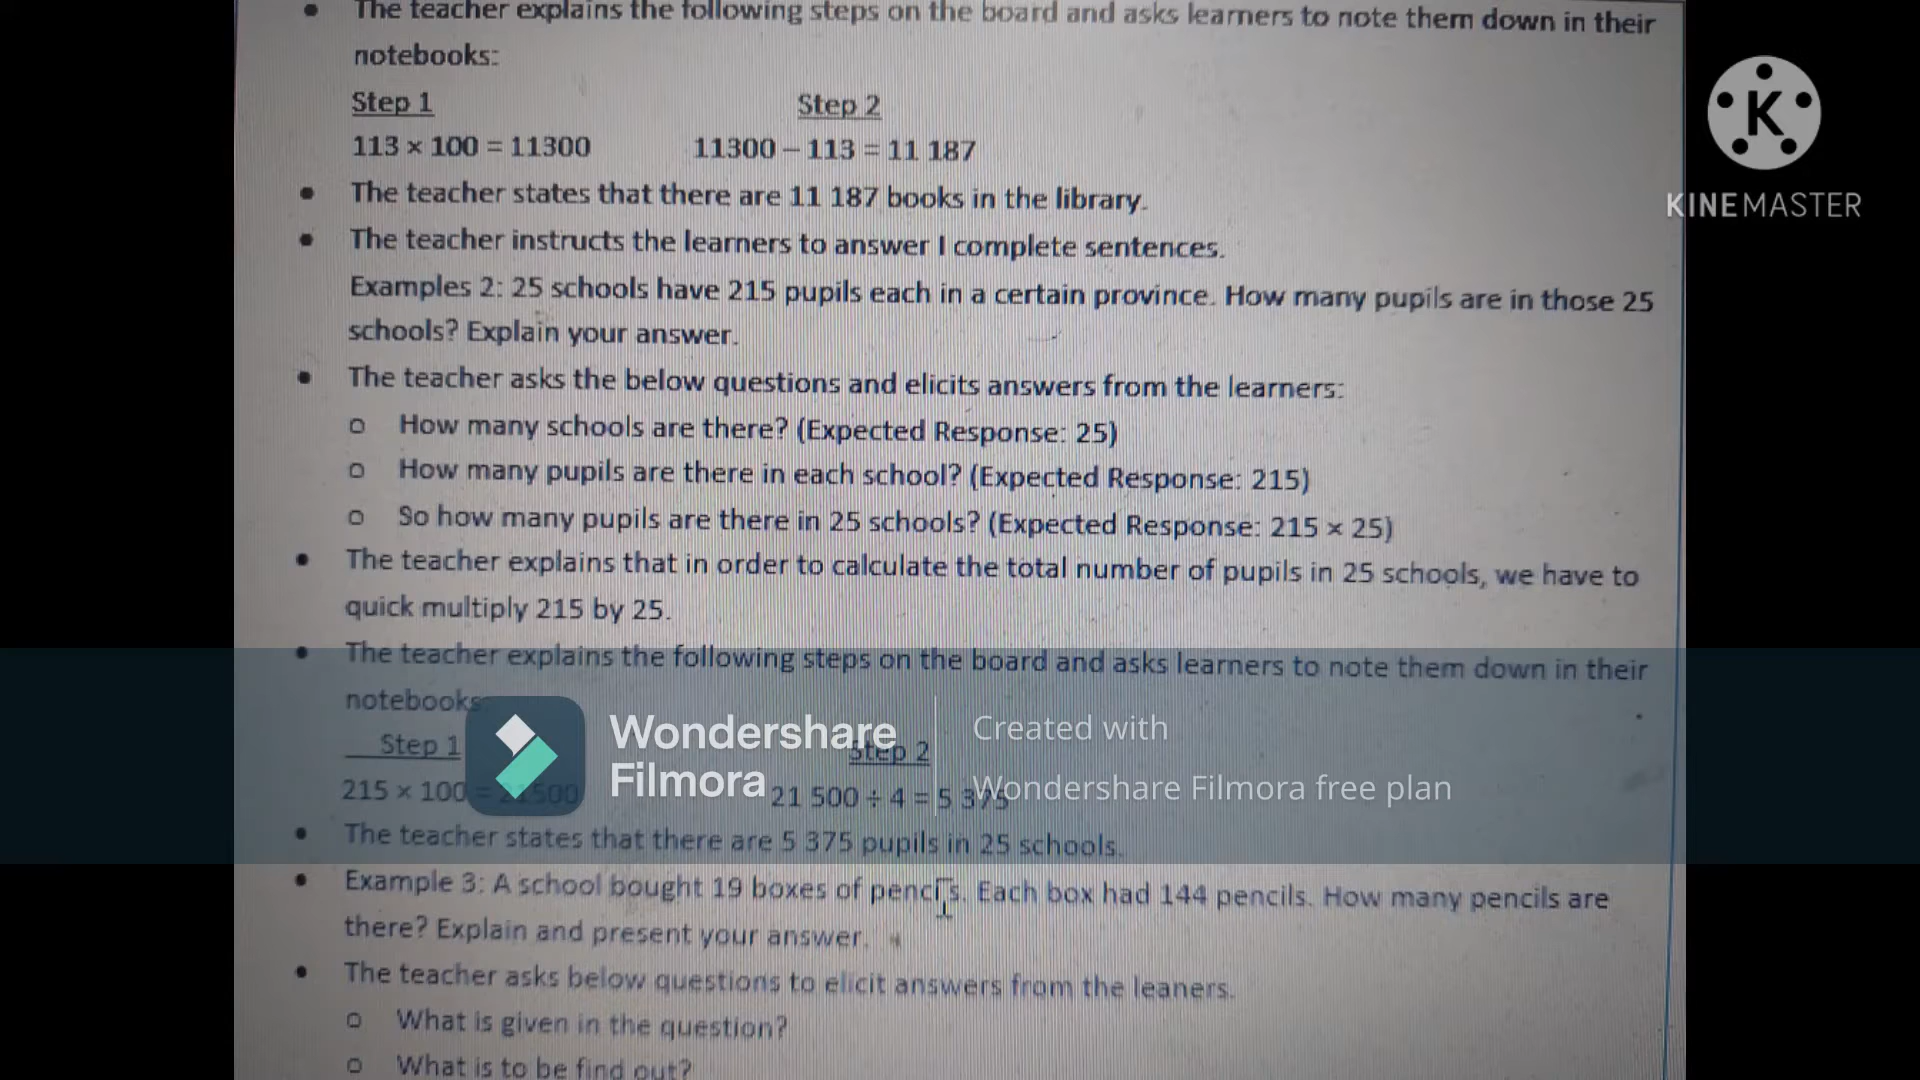 The teacher explains the following steps on the board and asks learners to note them down in their
notebooks:
Step 1 Step 2
113 × 100 = 11300 11300 – 113 = 11 187
The teacher states that there are 11 187 books in the library.
The teacher instructs the learners to answer I complete sentences.
Examples 2: 25 schools have 215 pupils each in a certain province. How many pupils are in those 25
schools? Explain your answer.
The teacher asks the below questions and elicits answers from the learners:
How many schools are there? (Expected Response: 25)
How many pupils are there in each school? (Expected Response: 215)
So how many pupils are there in 25 schools? (Expected Response: 215 × 25)
The teacher explains that in order to calculate the total number of pupils in 25 schools, we have to
quick multiply 215 by 25.
The teacher explains the following steps on the board and asks learners to note them down in their
notebooks
Step 1 Step 2
215 × 100 = 21500 21 500 ÷ 4 = 5 375
The teacher states that there are 5 375 pupils in 25 schools.
Example 3: A school bought 19 boxes of pencils. Each box had 144 pencils. How many pencils are
there? Explain and present your answer.
The teacher asks below questions to elicit answers from the leaners.
What is given in the question?
What is to be find out?
K
KINEMASTER
Wondershare
Filmora
Created with
Wondershare Filmora free plan